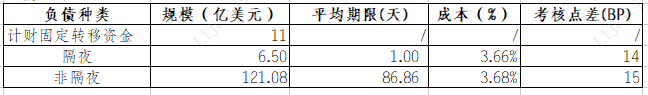 负债种类 规模（亿美元） 平均期限(天) 成本（%） 考核点差(BP)
计财固定转移资金 11 / / /
隔夜 6.50 1.00 3.66% 14
非隔夜 121.08 86.86 3.68% 15